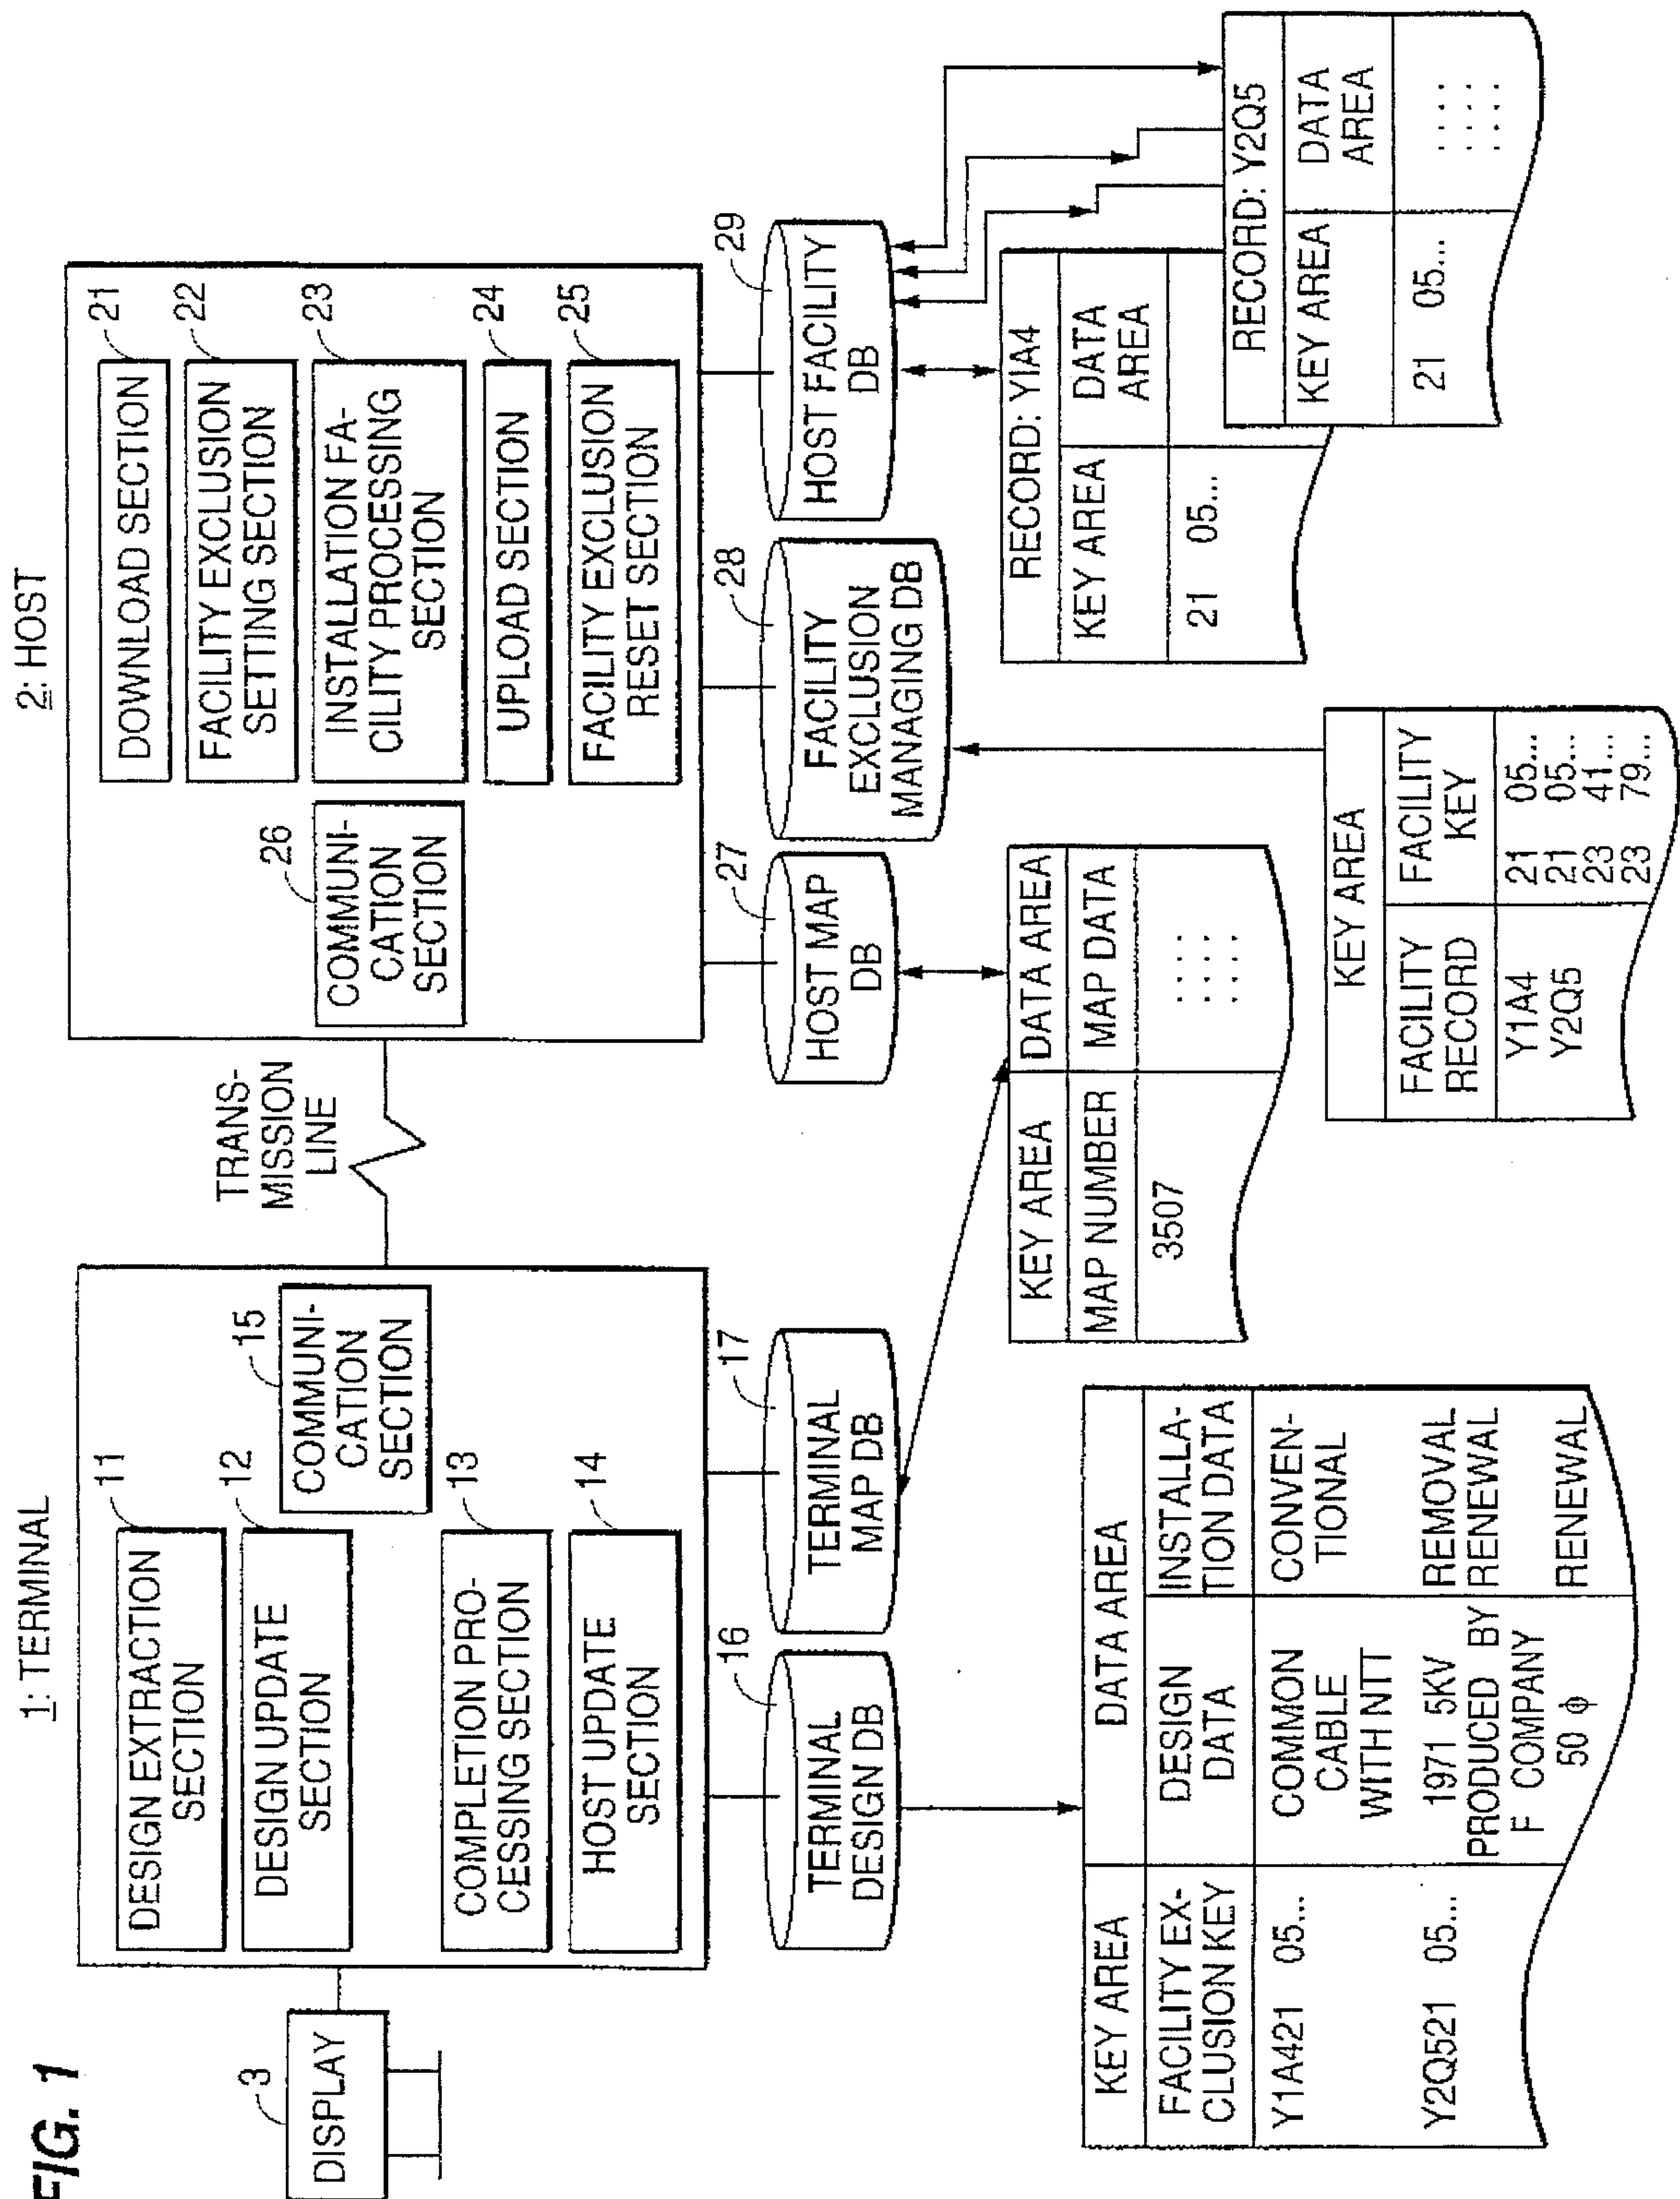 FIG. 1
3
DISPLAY
1: TERMINAL
11
DESIGN EXTRACTION
SECTION
12
DESIGN UPDATE
SECTION
15
COMMUNI-
CATION
SECTION
13
COMPLETION PRO-
CESSING SECTION
14
HOST UPDATE
SECTION
16
TERMINAL
DESIGN DB
17
TERMINAL
MAP DB
TRANS-
MISSION
LINE
2: HOST
21
DOWNLOAD SECTION
22
FACILITY EXCLUSION
SETTING SECTION
26
COMMUNI-
CATION
SECTION
23
INSTALLATION FA-
CILITY PROCESSING
SECTION
24
UPLOAD SECTION
25
FACILITY EXCLUSION
RESET SECTION
27
HOST MAP
DB
28
FACILITY
EXCLUSION
MANAGING DB
29
HOST FACILITY
DB
KEY AREA DATA AREA
FACILITY EX-
CLUSION KEY
DESIGN
DATA
INSTALLA-
TION DATA
Y1A421 05...
COMMON
CABLE
WITH NTT
CONVEN-
TIONAL
Y2Q521 05...
1971 5KV REMOVAL
PRODUCED BY RENEWAL
F COMPANY
50 φ RENEWAL
KEY AREA DATA AREA
MAP NUMBER MAP DATA
3507 .....
.....
.....
KEY AREA
FACILITY
RECORD
FACILITY
KEY
Y1A4 21 05...
Y2Q5 21 05...
23 41...
23 79...
RECORD: YIA4
KEY AREA DATA
AREA
21 05...
RECORD: Y2Q5
KEY AREA DATA
AREA
21 05... .....
.....
.....